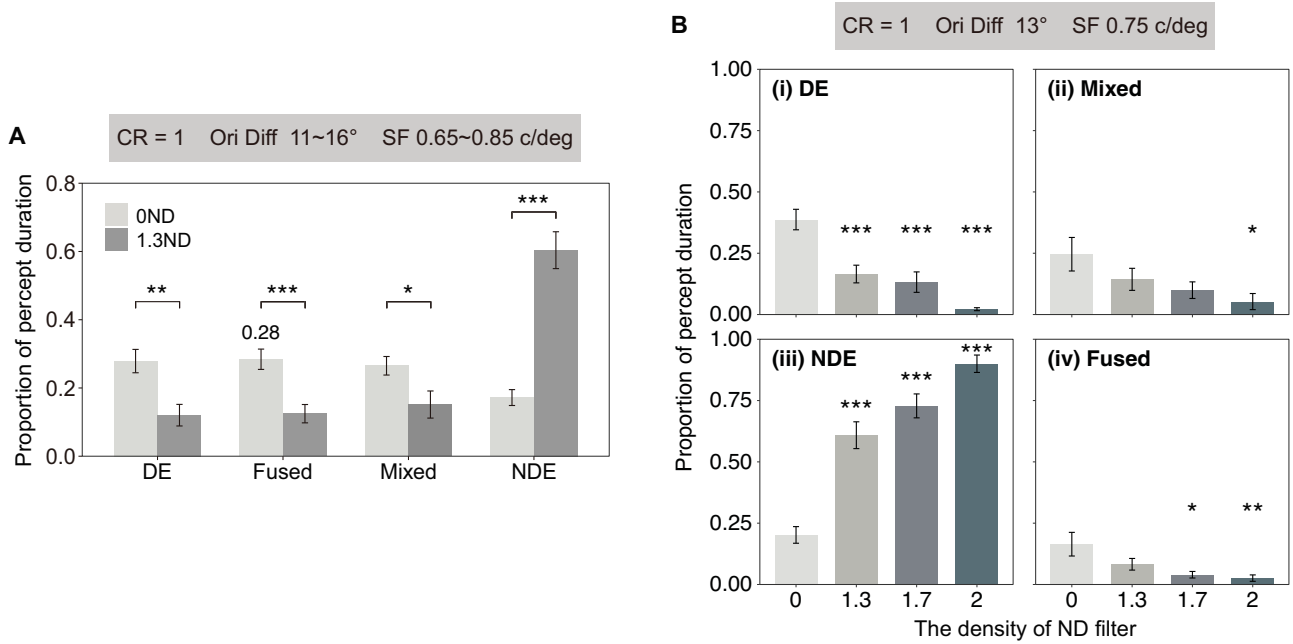 A
CR = 1 Ori Diff 11~16° SF 0.65~0.85 c/deg
Proportion of percept duration
0.8
0.6
0.4
0.2
0.0
0ND
1.3ND
**
***
*
***
0.28
DE Fused Mixed NDE
B
CR = 1 Ori Diff 13° SF 0.75 c/deg
Proportion of percept duration
1.00
0.75
0.50
0.25
0.00
(i) DE
*** *** ***
(ii) Mixed
*
1.00
0.75
0.50
0.25
0.00
(iii) NDE
*** *** ***
(iv) Fused
* **
0 1.3 1.7 2
0 1.3 1.7 2
The density of ND filter